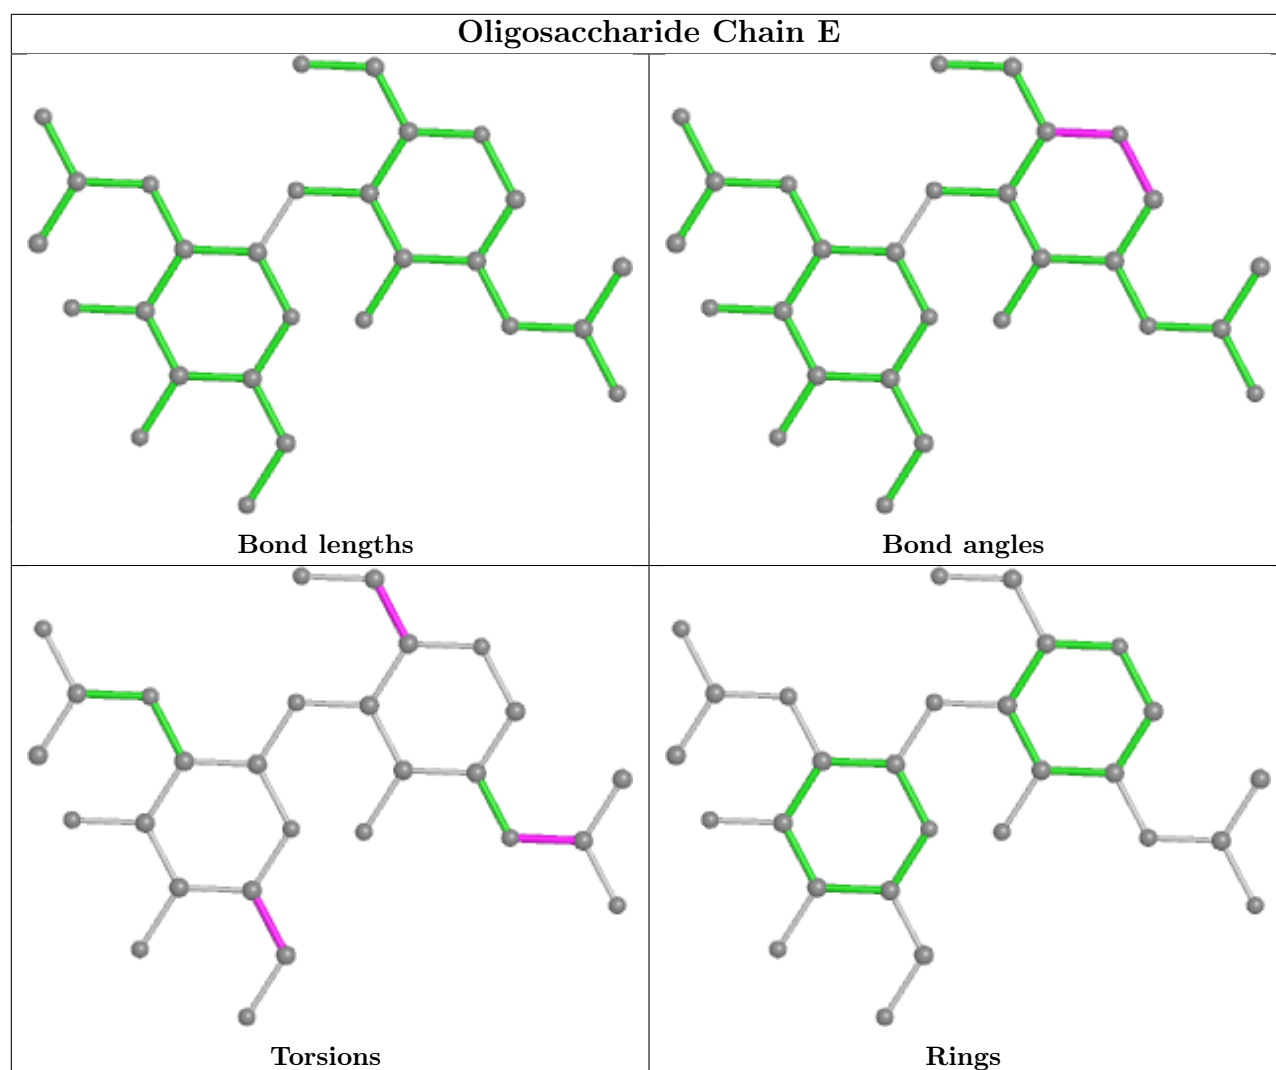 Oligosaccharide Chain E
Bond lengths
Bond angles
Torsions
Rings